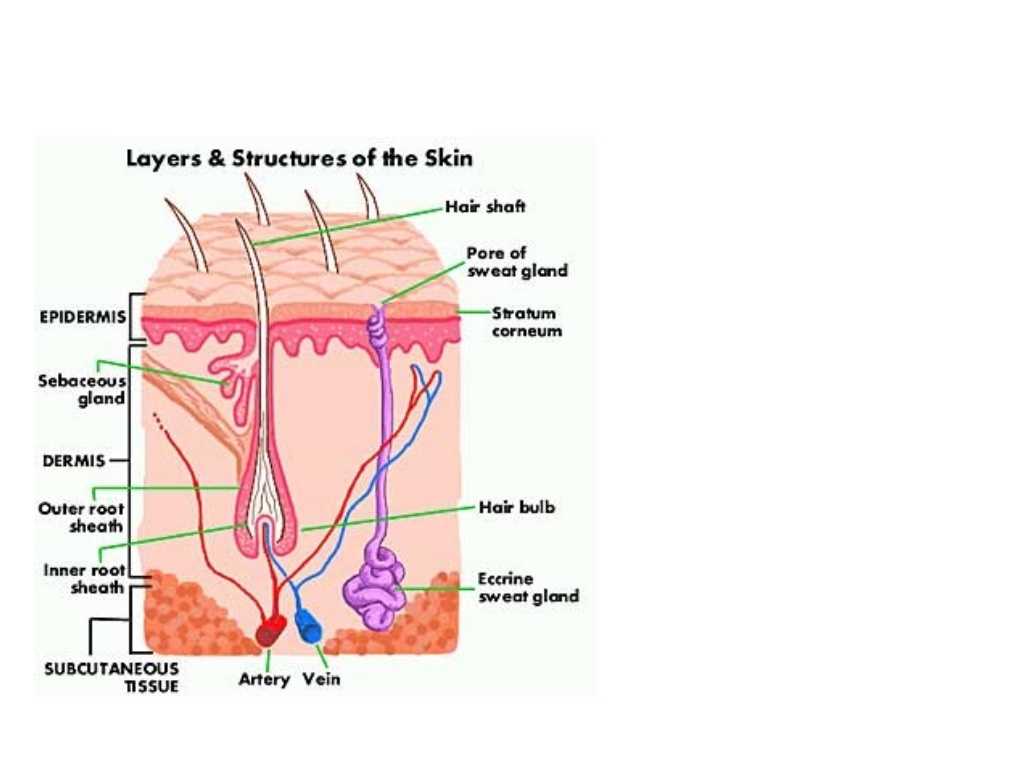 Layers & Structures of the Skin
Hair shaft
Pore of
sweat gland
EPIDERMIS
Stratum
corneum
Sebaceous
gland
DERMIS
Outer root
sheath
Hair bulb
Inner root
sheath
Eccrine
sweat gland
SUBCUTANEOUS
TISSUE
Artery
Vein